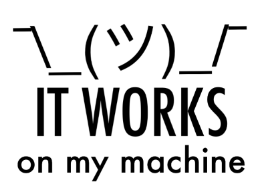 ¯\_(ツ)_/¯
IT WORKS
on my machine